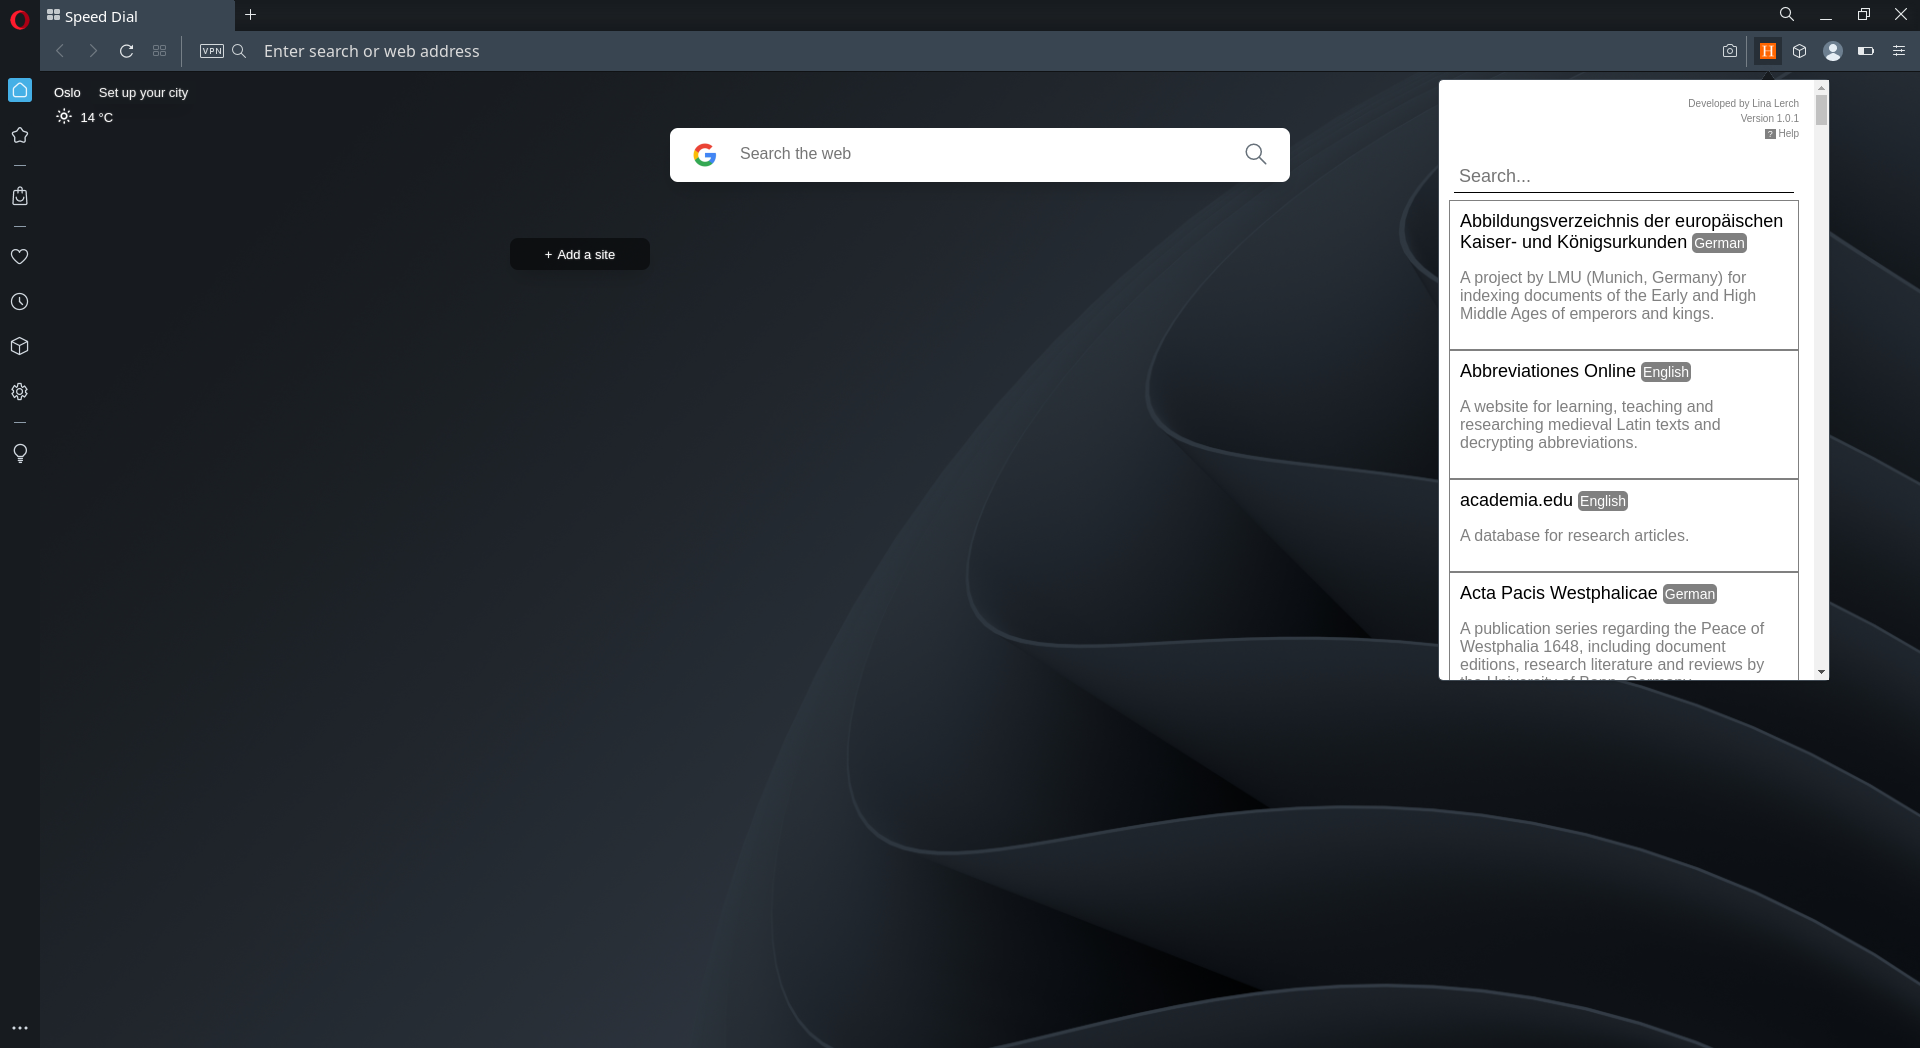 Speed Dial
VPN
Enter search or web address
H
Oslo Set up your city
14 °C
Search the web
+ Add a site
Developed by Lina Lerch
Version 1.0.1
? Help
Search...
Abbildungsverzeichnis der europäischen
Kaiser- und Königsurkunden German
A project by LMU (Munich, Germany) for
indexing documents of the Early and High
Middle Ages of emperors and kings.
Abbreviationes Online English
A website for learning, teaching and
researching medieval Latin texts and
decrypting abbreviations.
academia.edu English
A database for research articles.
Acta Pacis Westphalicae German
A publication series regarding the Peace of
Westphalia 1648, including document
editions, research literature and reviews by
the University of Bonn, Germany.